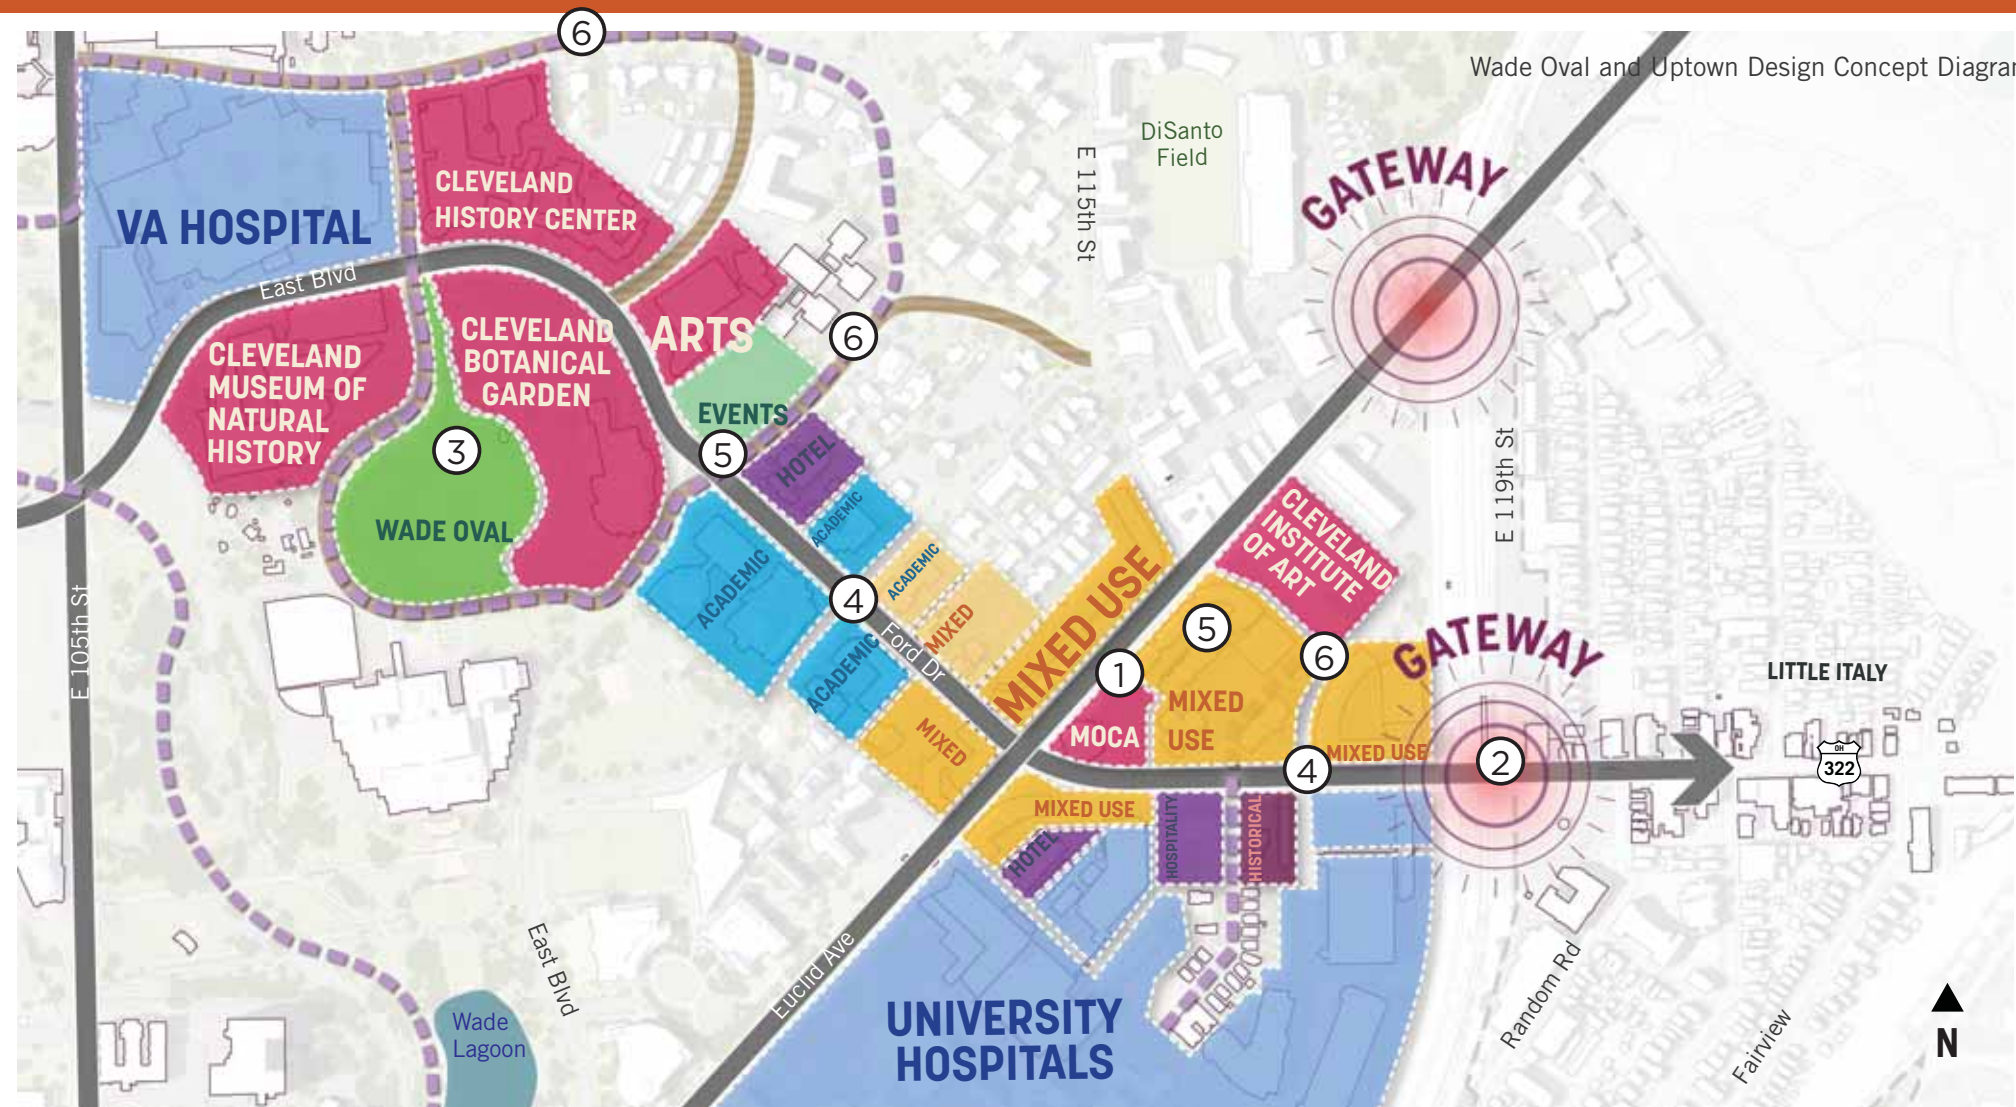 6
Wade Oval and Uptown Design Concept Diagra
VA HOSPITAL
CLEVELAND
HISTORY CENTER
E 115th St
DiSanto
Field
GATEWAY
East Blvd
CLEVELAND
MUSEUM OF
NATURAL
HISTORY
CLEVELAND
BOTANICAL
GARDEN
ARTS
6
EVENTS
3
5
HOTEL
WADE OVAL
ACADEMIC
ACADEMIC
ACADEMIC
4
ACADEMIC
MIXED
Ford Dr
MIXED
MIXED USE
CLEVELAND
INSTITUTE
OF ART
E 119th St
5
6
1
GATEWAY
MOCA
MIXED
USE
MIXED USE
4
2
LITTLE ITALY
OH
322
E 105th St
MIXED USE
HOTEL
HOSPITALITY
HISTORICAL
Euclid Ave
East Blvd
Wade
Lagoon
UNIVERSITY
HOSPITALS
Random Rd
Fairview
N